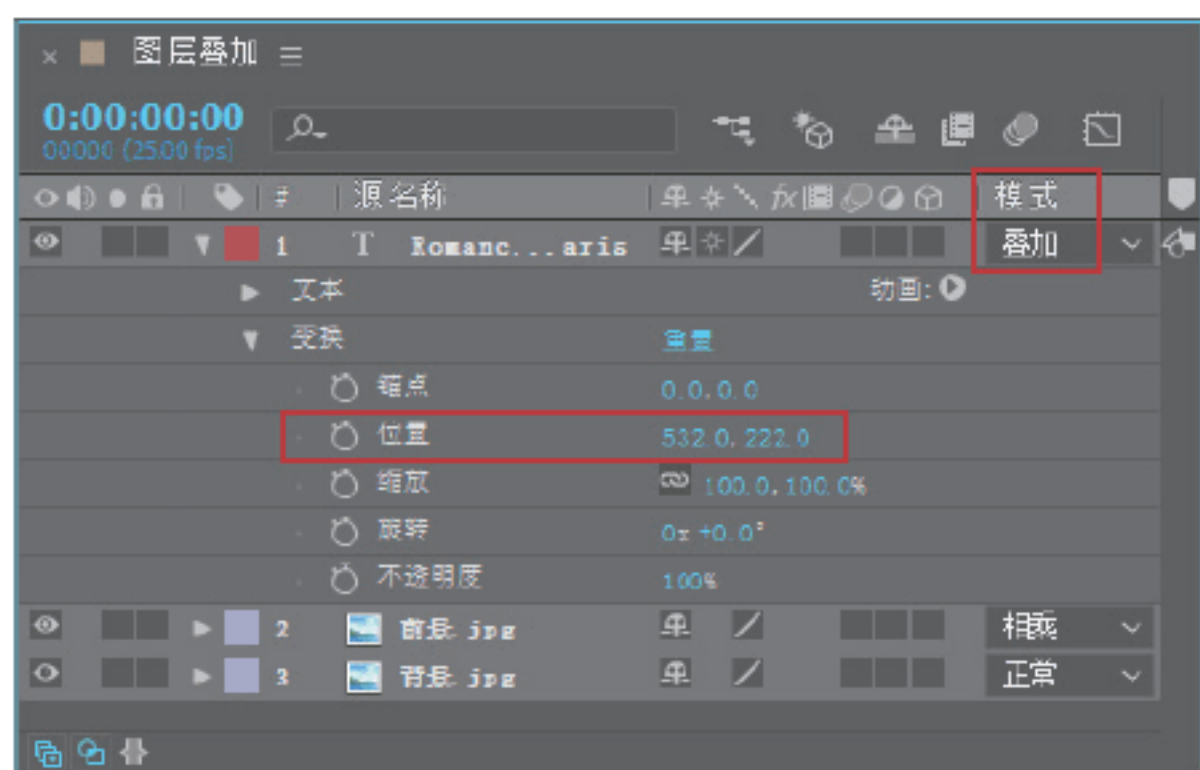 图层叠加
0:00:00:00
00000 (25.00 fps)
# 源名称 fx 模式
1 T Romanc...aris 叠加
文本 动画:
变换 重置
锚点 0.0,0.0
位置 532.0,222.0
缩放 100.0,100.0%
旋转 0x +0.0°
不透明度 100%
2 前景.jpg 相乘
3 背景.jpg 正常